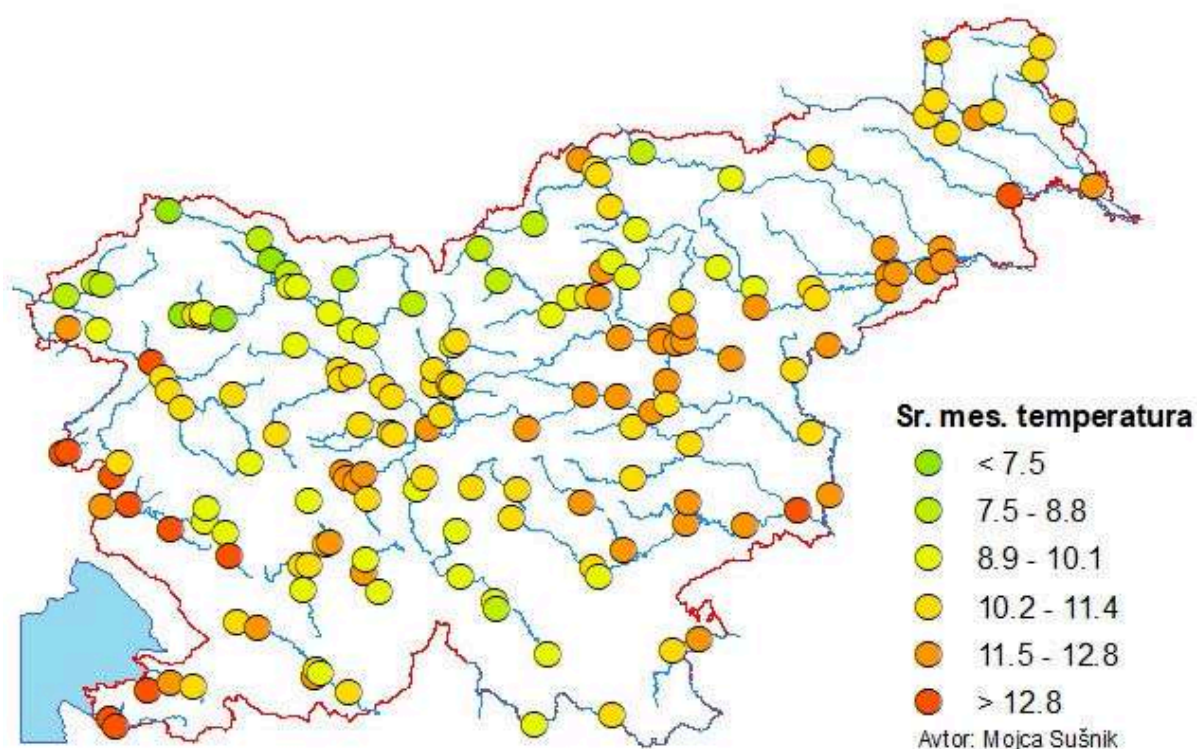 Sr. mes. temperatura
< 7.5
7.5 - 8.8
8.9 - 10.1
10.2 - 11.4
11.5 - 12.8
> 12.8
Avtor: Mojca Sušnik